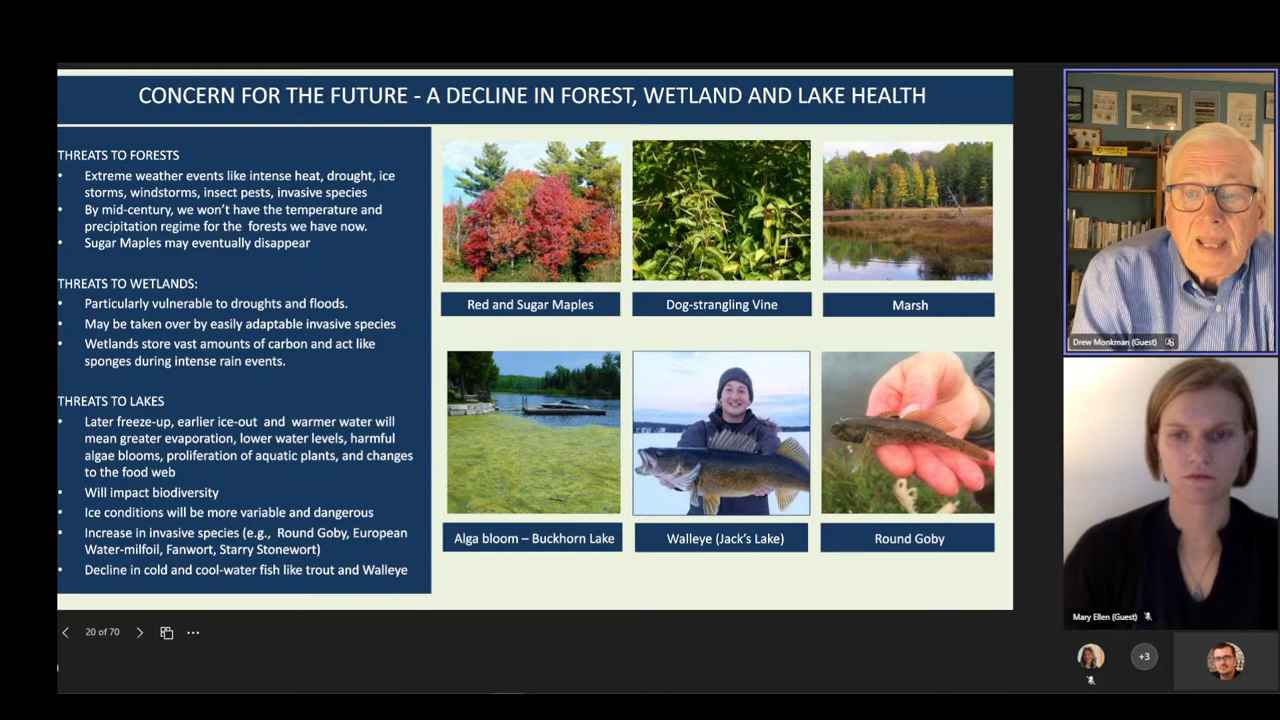 CONCERN FOR THE FUTURE - A DECLINE IN FOREST, WETLAND AND LAKE HEALTH
THREATS TO FORESTS
• Extreme weather events like intense heat, drought, ice
storms, windstorms, insect pests, invasive species
• By mid-century, we won't have the temperature and
precipitation regime for the forests we have now.
• Sugar Maples may eventually disappear
THREATS TO WETLANDS:
• Particularly vulnerable to droughts and floods.
• May be taken over by easily adaptable invasive species
• Wetlands store vast amounts of carbon and act like
sponges during intense rain events.
THREATS TO LAKES
• Later freeze-up, earlier ice-out and warmer water will
mean greater evaporation, lower water levels, harmful
algae blooms, proliferation of aquatic plants, and changes
to the food web
• Will impact biodiversity
• Ice conditions will be more variable and dangerous
• Increase in invasive species (e.g., Round Goby, European
Water-milfoil, Fanwort, Starry Stonewort)
• Decline in cold and cool-water fish like trout and Walleye
Red and Sugar Maples
Dog-strangling Vine
Marsh
Alga bloom – Buckhorn Lake
Walleye (Jack's Lake)
Round Goby
20 of 70
Drew Monkman (Guest)
Mary Ellen (Guest)
+3